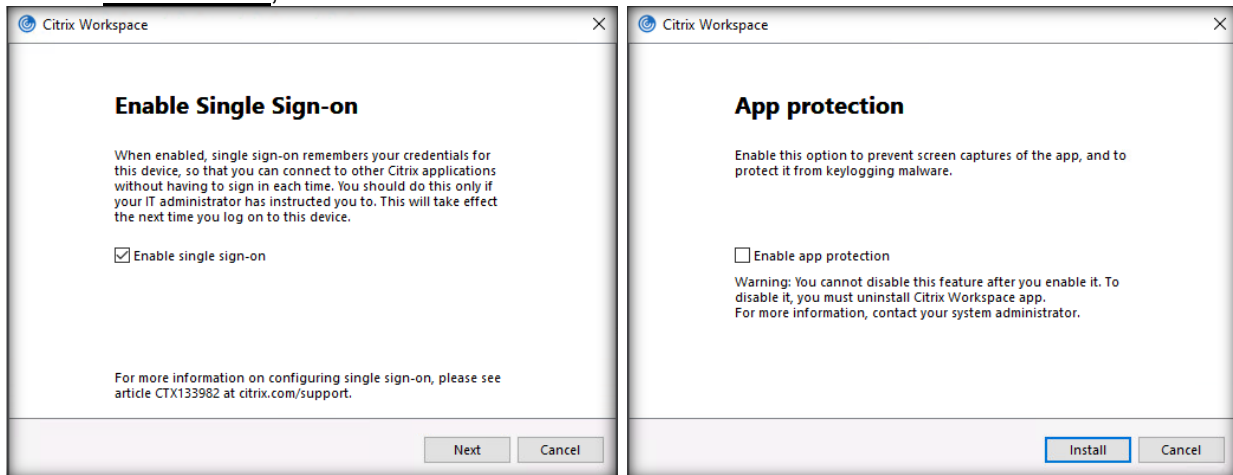 Citrix Workspace
Enable Single Sign-on
When enabled, single sign-on remembers your credentials for
this device, so that you can connect to other Citrix applications
without having to sign in each time. You should do this only if
your IT administrator has instructed you to. This will take effect
the next time you log on to this device.
Enable single sign-on
For more information on configuring single sign-on, please see
article CTX133982 at citrix.com/support.
Next
Cancel
Citrix Workspace
App protection
Enable this option to prevent screen captures of the app, and to
protect it from keylogging malware.
Enable app protection
Warning: You cannot disable this feature after you enable it. To
disable it, you must uninstall Citrix Workspace app.
For more information, contact your system administrator.
Install
Cancel